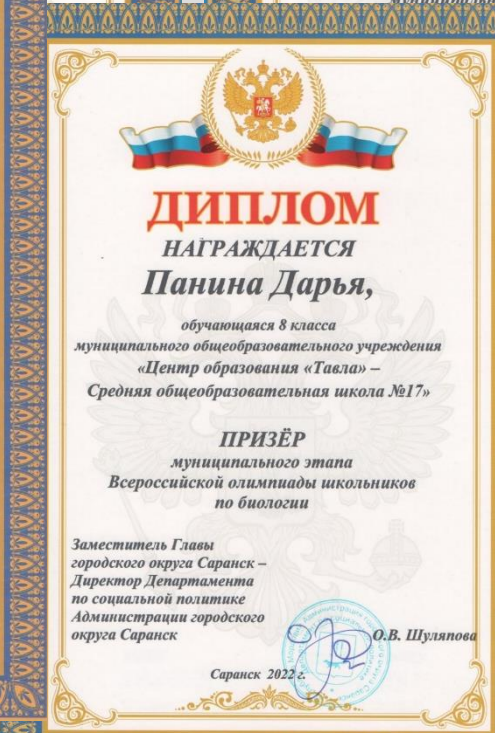 ДИПЛОМ
НАГРАЖДАЕТСЯ
Панина Дарья,
обучающаяся 8 класса
муниципального общеобразовательного учреждения
«Центр образования «Тавла» –
Средняя общеобразовательная школа №17»
ПРИЗЁР
муниципального этапа
Всероссийской олимпиады школьников
по биологии
Заместитель Главы
городского округа Саранск –
Директор Департамента
по социальной политике
Администрации городского
округа Саранск
О.В. Шуляпова
Саранск 2022 г.